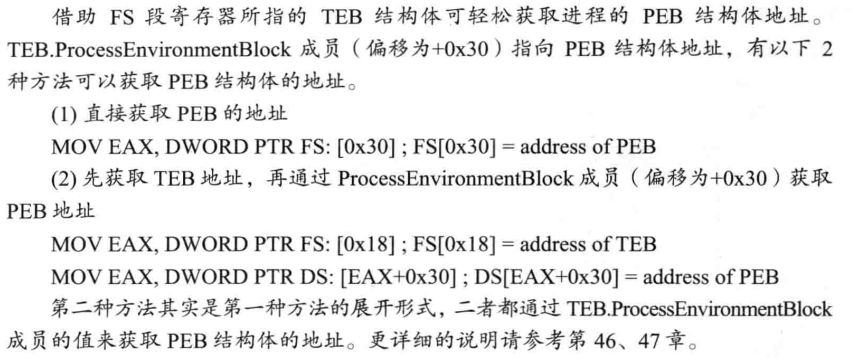 借助 FS 段寄存器所指的 TEB 结构体可轻松获取进程的 PEB 结构体地址。
TEB.ProcessEnvironmentBlock 成员（偏移为+0x30）指向 PEB 结构体地址，有以下 2
种方法可以获取 PEB 结构体的地址。
(1) 直接获取 PEB 的地址
MOV EAX, DWORD PTR FS: [0x30] ; FS[0x30] = address of PEB
(2) 先获取 TEB 地址，再通过 ProcessEnvironmentBlock 成员（偏移为+0x30）获取
PEB 地址
MOV EAX, DWORD PTR FS: [0x18] ; FS[0x18] = address of TEB
MOV EAX, DWORD PTR DS: [EAX+0x30] ; DS[EAX+0x30] = address of PEB
第二种方法其实是第一种方法的展开形式，二者都通过 TEB.ProcessEnvironmentBlock
成员的值来获取 PEB 结构体的地址。更详细的说明请参考第 46、47 章。